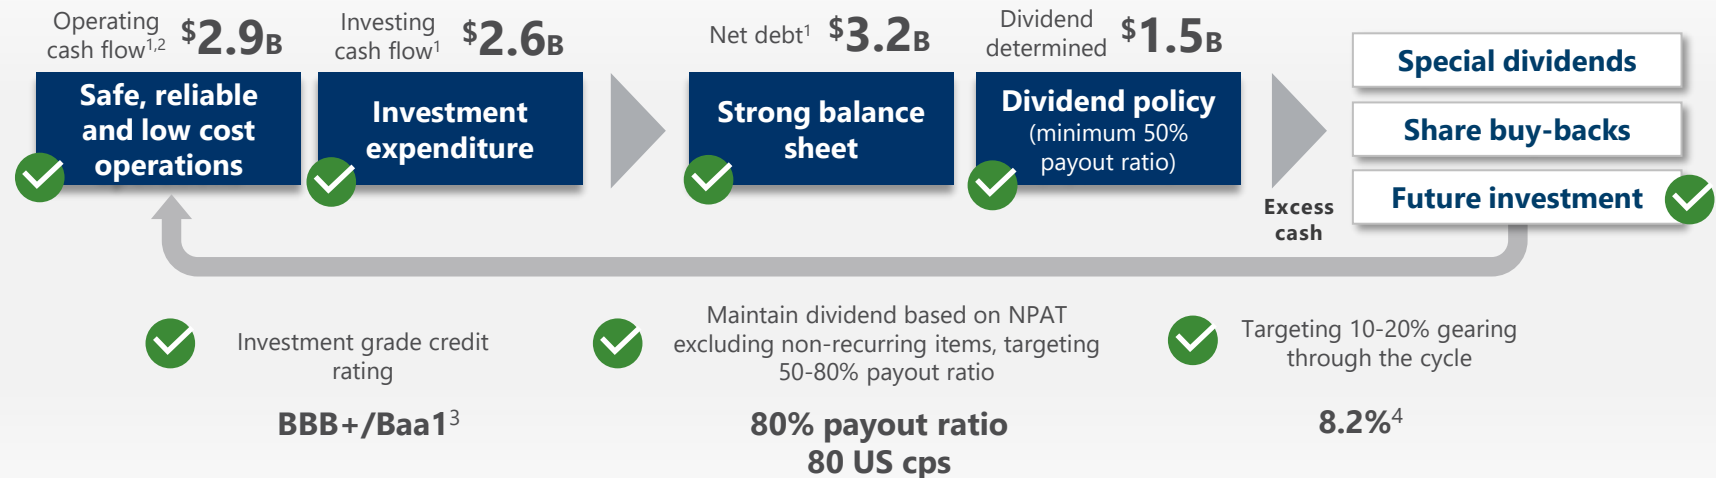 Operating
cash flow1,2
$2.9B
Investing
cash flow1
$2.6B
Net debt1 $3.2B
Dividend
determined
$1.5B
Safe, reliable
and low cost
operations
Investment
expenditure
Strong balance
sheet
Dividend policy
(minimum 50%
payout ratio)
Excess
cash
Special dividends
Share buy-backs
Future investment
Investment grade credit
rating
BBB+/Baa13
Maintain dividend based on NPAT
excluding non-recurring items, targeting
50-80% payout ratio
80% payout ratio
80 US cps
Targeting 10-20% gearing
through the cycle
8.2%4